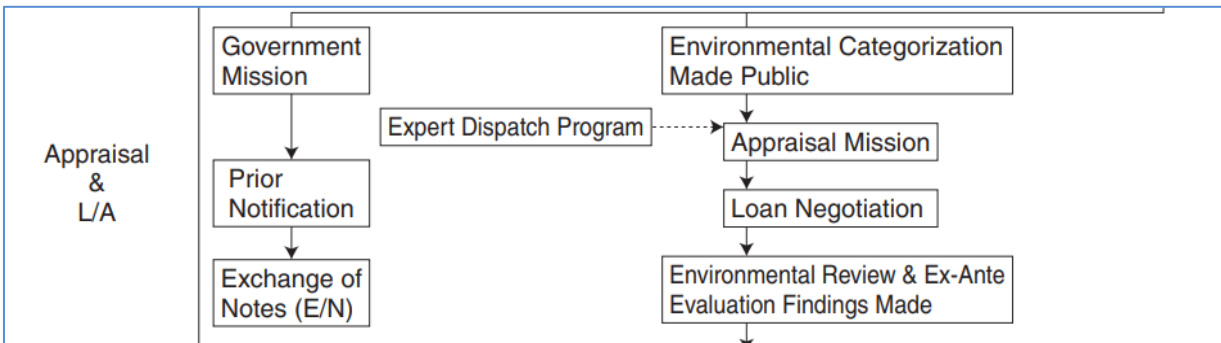 Appraisal
&
L/A
Government
Mission
Prior
Notification
Exchange of
Notes (E/N)
Expert Dispatch Program
Environmental Categorization
Made Public
Appraisal Mission
Loan Negotiation
Environmental Review & Ex-Ante
Evaluation Findings Made